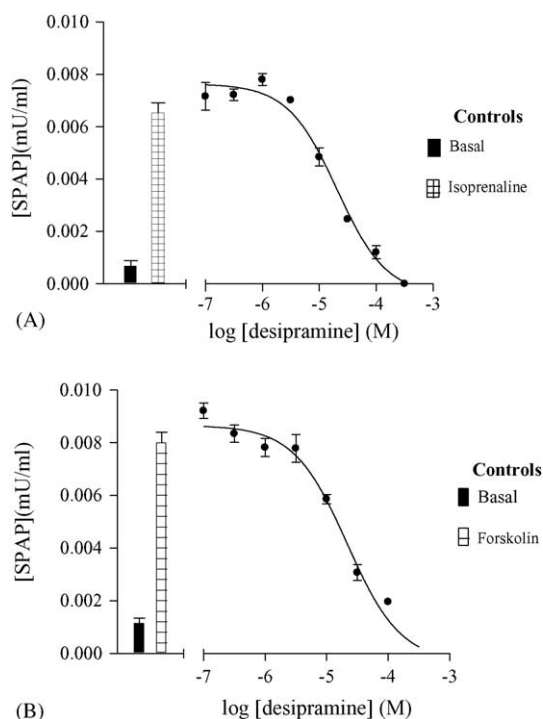 0.010
0.008
0.006
0.004
0.002
0.000
[SPAP](mU/ml)
Controls
Basal
Isoprenaline
-7 -6 -5 -4 -3
log [desipramine] (M)
(A)
0.010
0.008
0.006
0.004
0.002
0.000
[SPAP](mU/ml)
Controls
Basal
Forskolin
-7 -6 -5 -4 -3
log [desipramine] (M)
(B)